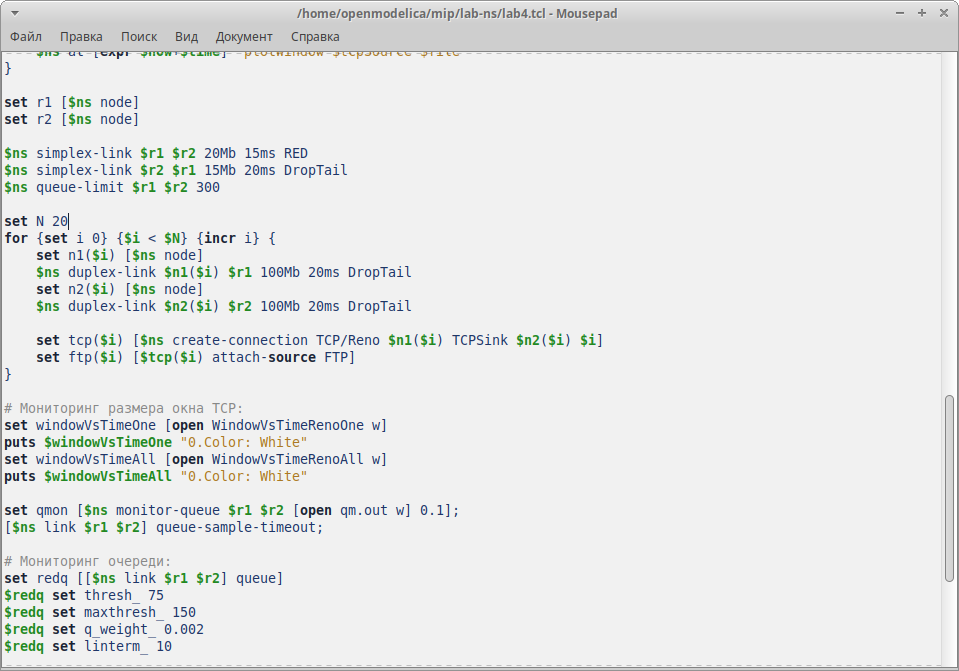 /home/openmodelica/mip/lab-ns/lab4.tcl - Mousepad
Файл Правка Поиск Вид Документ Справка
$ns at [expr $now+$time] "plotWindow $tcpSource $file"
}
set r1 [$ns node]
set r2 [$ns node]
$ns simplex-link $r1 $r2 20Mb 15ms RED
$ns simplex-link $r2 $r1 15Mb 20ms DropTail
$ns queue-limit $r1 $r2 300
set N 20
for {set i 0} {$i < $N} {incr i} {
set n1($i) [$ns node]
$ns duplex-link $n1($i) $r1 100Mb 20ms DropTail
set n2($i) [$ns node]
$ns duplex-link $n2($i) $r2 100Mb 20ms DropTail
set tcp($i) [$ns create-connection TCP/Reno $n1($i) TCPSink $n2($i) $i]
set ftp($i) [$tcp($i) attach-source FTP]
}
# Мониторинг размера окна TCP:
set windowVsTimeOne [open WindowVsTimeRenoOne w]
puts $windowVsTimeOne "0.Color: White"
set windowVsTimeAll [open WindowVsTimeRenoAll w]
puts $windowVsTimeAll "0.Color: White"
set qmon [$ns monitor-queue $r1 $r2 [open qm.out w] 0.1];
[$ns link $r1 $r2] queue-sample-timeout;
# Мониторинг очереди:
set redq [[$ns link $r1 $r2] queue]
$redq set thresh_ 75
$redq set maxthresh_ 150
$redq set q_weight_ 0.002
$redq set linterm_ 10